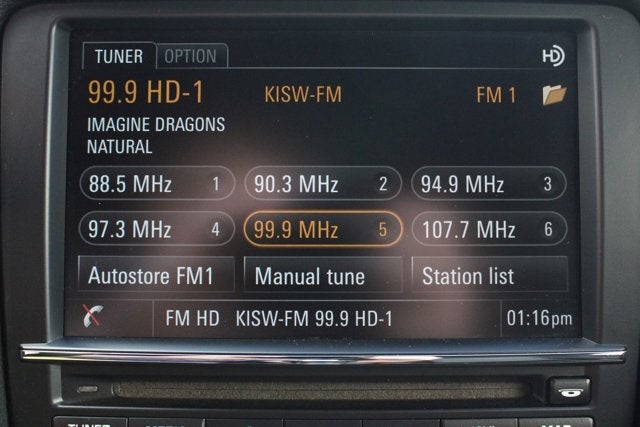 TUNER OPTION HD
99.9 HD-1 KISW-FM FM 1
IMAGINE DRAGONS
NATURAL
88.5 MHz 1 90.3 MHz 2 94.9 MHz 3
97.3 MHz 4 99.9 MHz 5 107.7 MHz 6
Autostore FM1 Manual tune Station list
FM HD KISW-FM 99.9 HD-1 01:16pm
TUNER